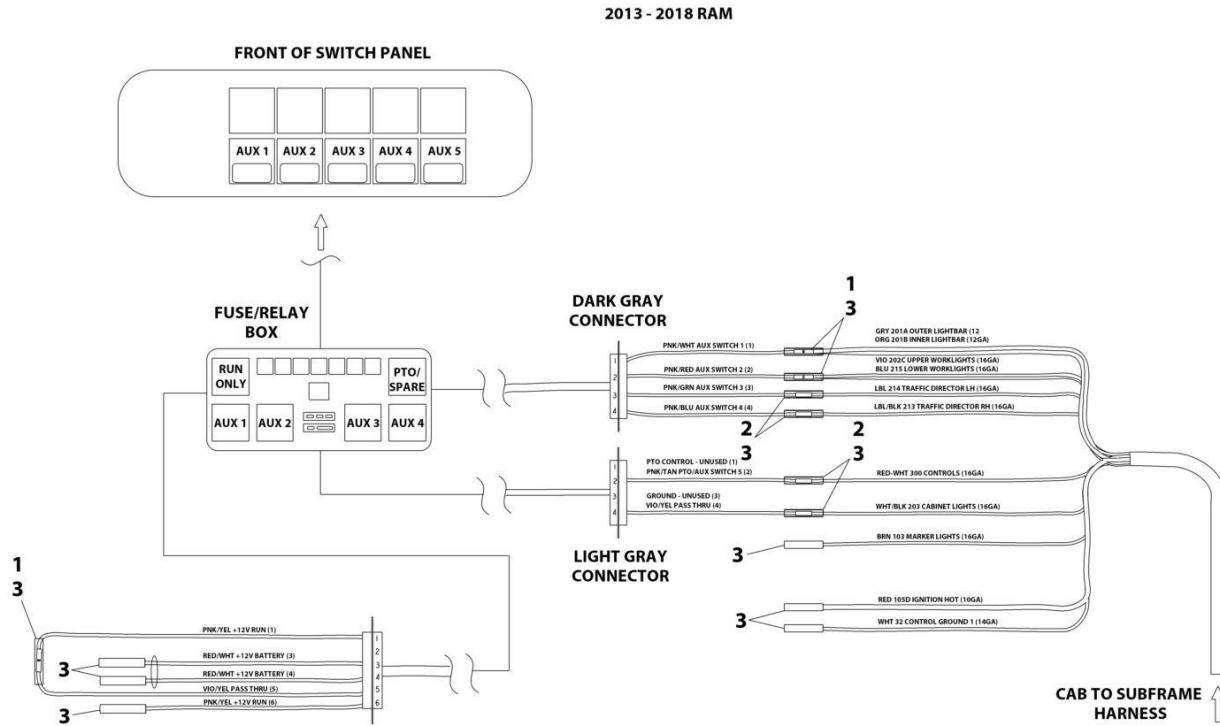 2013 - 2018 RAM
FRONT OF SWITCH PANEL
AUX 1 AUX 2 AUX 3 AUX 4 AUX 5
FUSE/RELAY
BOX
RUN
ONLY
PTO/
SPARE
AUX 1 AUX 2 AUX 3 AUX 4
DARK GRAY
CONNECTOR
1
2
3
4
PNK/WHT AUX SWITCH 1 (1)
PNK/RED AUX SWITCH 2 (2)
PNK/GRN AUX SWITCH 3 (3)
PNK/BLU AUX SWITCH 4 (4)
1
3
GRY 201A OUTER LIGHTBAR (12
ORG 201B INNER LIGHTBAR (12GA)
VIO 202C UPPER WORKLIGHTS (16GA)
BLU 215 LOWER WORKLIGHTS (16GA)
LBL 214 TRAFFIC DIRECTOR LH (16GA)
LBL/BLK 213 TRAFFIC DIRECTOR RH (16GA)
2
3
2
3
PTO CONTROL - UNUSED (1)
PNK/TAN PTO/AUX SWITCH 5 (2)
GROUND - UNUSED (3)
VIO/YEL PASS THRU (4)
1
2
3
4
LIGHT GRAY
CONNECTOR
RED-WHT 300 CONTROLS (16GA)
WHT/BLK 203 CABINET LIGHTS (16GA)
3
BRN 103 MARKER LIGHTS (16GA)
3
RED 105D IGNITION HOT (10GA)
WHT 32 CONTROL GROUND 1 (14GA)
1
3
PNK/YEL +12V RUN (1)
RED/WHT +12V BATTERY (3)
3
RED/WHT +12V BATTERY (4)
VIO/YEL PASS THRU (5)
PNK/YEL +12V RUN (6)
3
1
2
3
4
5
6
CAB TO SUBFRAME
HARNESS